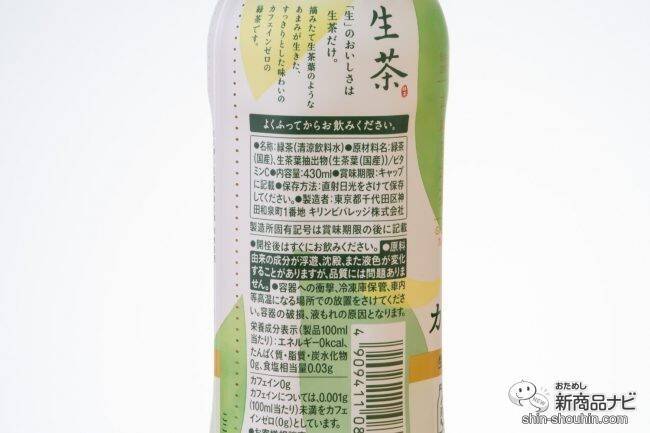 生茶
「生」のおいしさは
生茶だけ。
摘みたて生茶葉のような
あまみが生きた、
すっきりとした味わいの
カフェインゼロの
緑茶です。
よくふってからお飲みください。
●名称:緑茶(清涼飲料水)●原材料名:緑茶
(国産)、生茶葉抽出物(生茶葉(国産))/ビタ
ミンC●内容量:430ml●賞味期限:キャップ
に記載●保存方法:直射日光をさけて保存
してください。●製造者:東京都千代田区神
田和泉町1番地 キリンビバレッジ株式会社
製造所固有記号は賞味期限の後に記載
●開栓後はすぐにお飲みください。●原料
由来の成分が浮遊、沈殿、また液色が変化
することがありますが、品質には問題ありま
せん。●容器への衝撃、冷凍庫保管、車内
等高温になる場所での放置をさけてくださ
い。容器の破損、液もれの原因となります。
栄養成分表示(製品100ml
当たり):エネルギー0kcal、
たんぱく質・脂質・炭水化物
0g、食塩相当量0.03g
カフェイン0g
カフェインについては、0.001g
(100ml当たり)未満をカフェ
インゼロ(0g)としています。
4 909411 08
カ
おためし
新商品ナビ
NEW
shin-shouhin.com